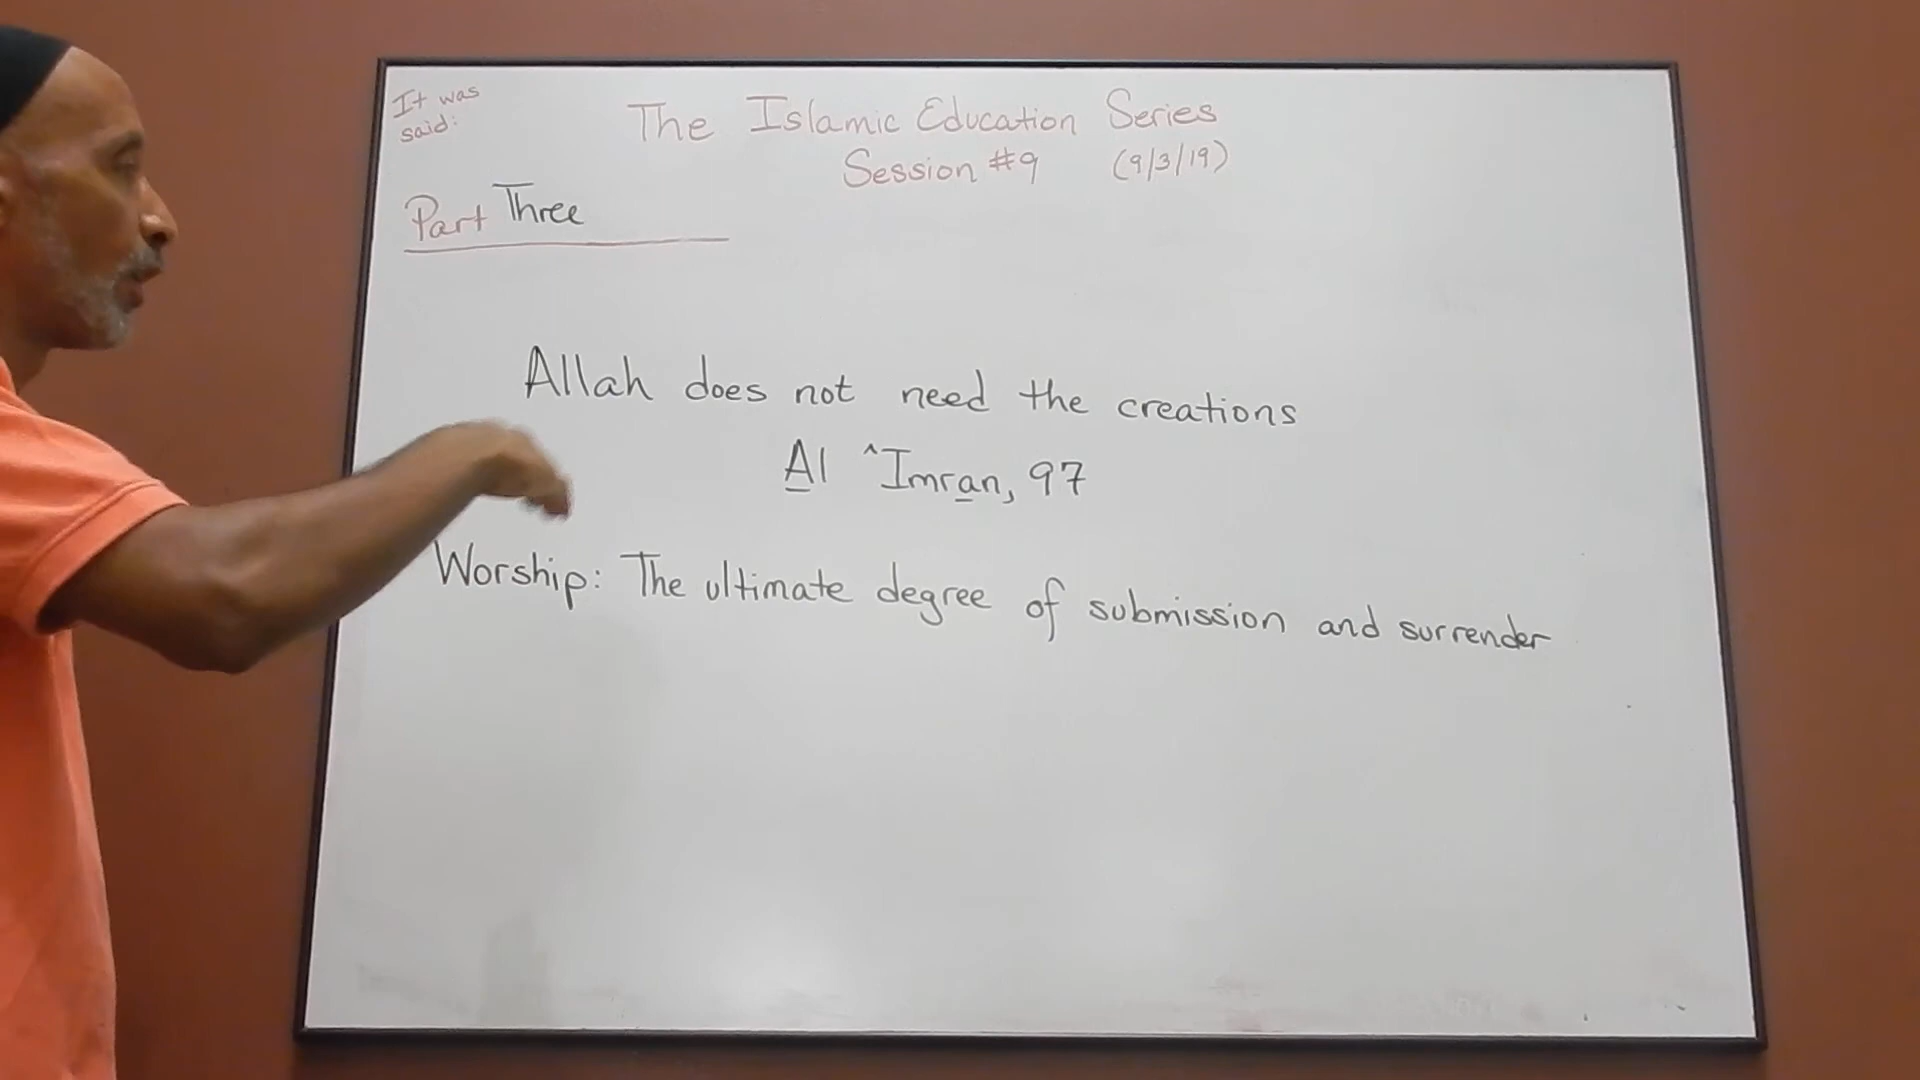 It was
said:
The Islamic Education Series
Session #9 (9/3/19)
Part Three
Allah does not need the creations
Al ^Imran, 97
Worship: The ultimate degree of submission and surrender